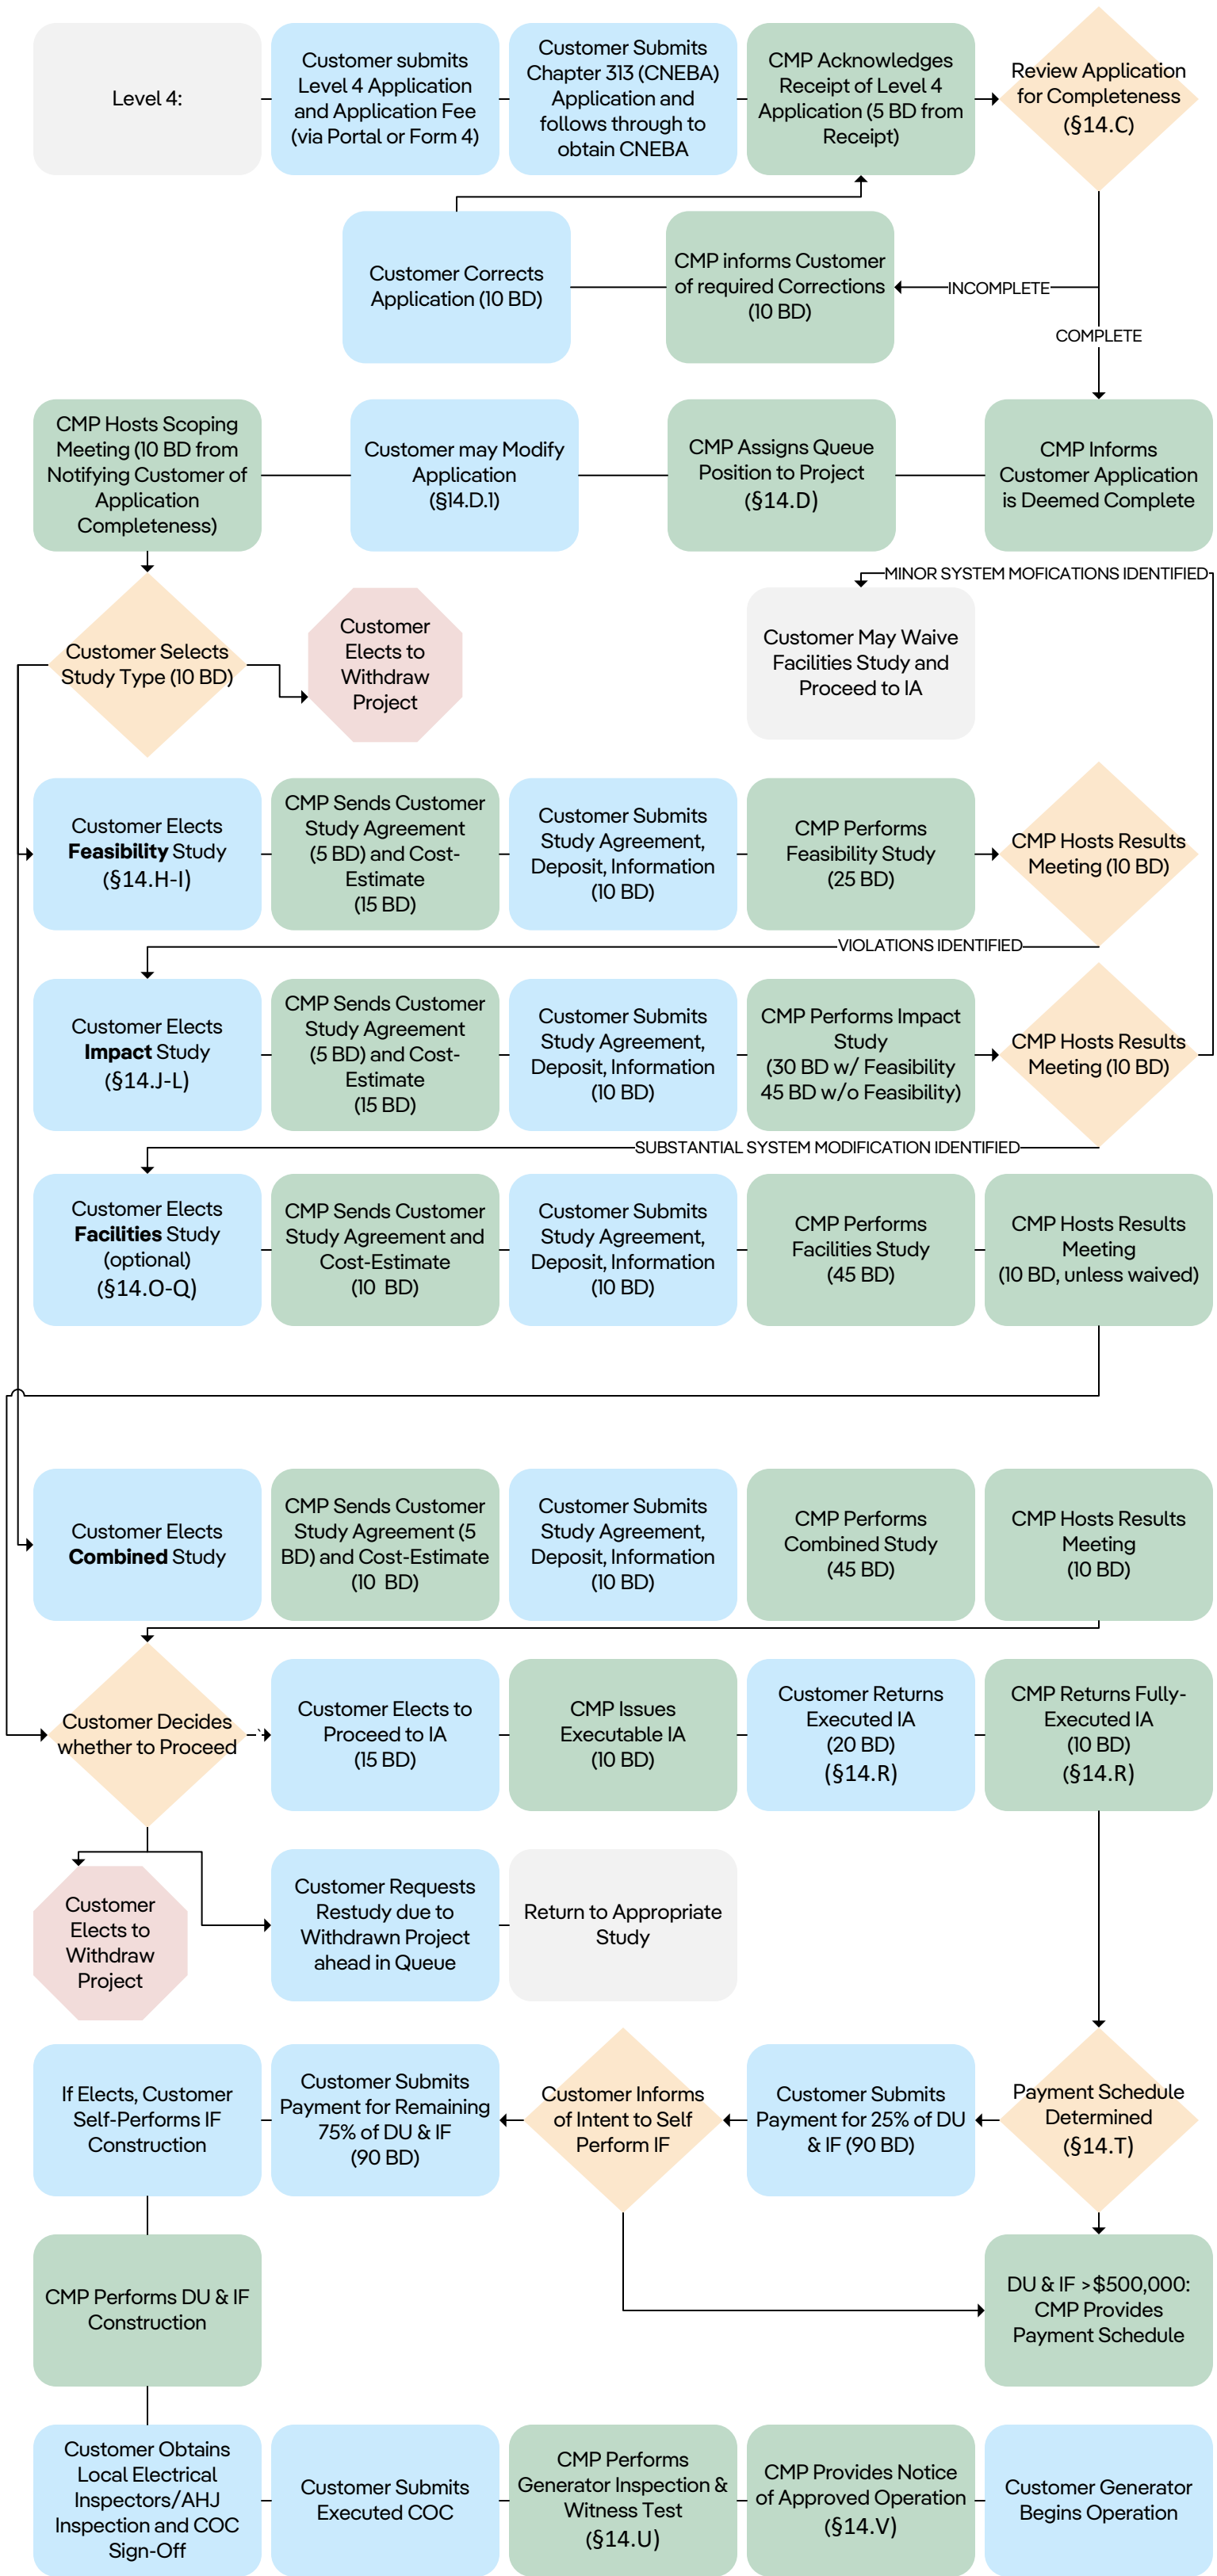 Level 4:
Customer submits
Level 4 Application
and Application Fee
(via Portal or Form 4)
Customer Submits
Chapter 313 (CNEBA)
Application and
follows through to
obtain CNEBA
CMP Acknowledges
Receipt of Level 4
Application (5 BD from
Receipt)
Review Application
for Completeness
(§14.C)
Customer Corrects
Application (10 BD)
CMP informs Customer
of required Corrections
(10 BD)
INCOMPLETE
COMPLETE
CMP Hosts Scoping
Meeting (10 BD from
Notifying Customer of
Application
Completeness)
Customer may Modify
Application
(§14.D.1)
CMP Assigns Queue
Position to Project
(§14.D)
CMP Informs
Customer Application
is Deemed Complete
MINOR SYSTEM MOFICATIONS IDENTIFIED
Customer Selects
Study Type (10 BD)
Customer
Elects to
Withdraw
Project
Customer May Waive
Facilities Study and
Proceed to IA
Customer Elects
Feasibility Study
(§14.H-I)
CMP Sends Customer
Study Agreement
(5 BD) and Cost-
Estimate
(15 BD)
Customer Submits
Study Agreement,
Deposit, Information
(10 BD)
CMP Performs
Feasibility Study
(25 BD)
CMP Hosts Results
Meeting (10 BD)
VIOLATIONS IDENTIFIED
Customer Elects
Impact Study
(§14.J-L)
CMP Sends Customer
Study Agreement
(5 BD) and Cost-
Estimate
(15 BD)
Customer Submits
Study Agreement,
Deposit, Information
(10 BD)
CMP Performs Impact
Study
(30 BD w/ Feasibility
45 BD w/o Feasibility)
CMP Hosts Results
Meeting (10 BD)
SUBSTANTIAL SYSTEM MODIFICATION IDENTIFIED
Customer Elects
Facilities Study
(optional)
(§14.O-Q)
CMP Sends Customer
Study Agreement and
Cost-Estimate
(10 BD)
Customer Submits
Study Agreement,
Deposit, Information
(10 BD)
CMP Performs
Facilities Study
(45 BD)
CMP Hosts Results
Meeting
(10 BD, unless waived)
Customer Elects
Combined Study
CMP Sends Customer
Study Agreement (5
BD) and Cost-Estimate
(10 BD)
Customer Submits
Study Agreement,
Deposit, Information
(10 BD)
CMP Performs
Combined Study
(45 BD)
CMP Hosts Results
Meeting
(10 BD)
Customer Decides
whether to Proceed
Customer Elects to
Proceed to IA
(15 BD)
CMP Issues
Executable IA
(10 BD)
Customer Returns
Executed IA
(20 BD)
(§14.R)
CMP Returns Fully-
Executed IA
(10 BD)
(§14.R)
Customer
Elects to
Withdraw
Project
Customer Requests
Restudy due to
Withdrawn Project
ahead in Queue
Return to Appropriate
Study
If Elects, Customer
Self-Performs IF
Construction
Customer Submits
Payment for Remaining
75% of DU & IF
(90 BD)
Customer Informs
of Intent to Self
Perform IF
Customer Submits
Payment for 25% of DU
& IF (90 BD)
Payment Schedule
Determined
(§14.T)
CMP Performs DU & IF
Construction
DU & IF >$500,000:
CMP Provides
Payment Schedule
Customer Obtains
Local Electrical
Inspectors/AHJ
Inspection and COC
Sign-Off
Customer Submits
Executed COC
CMP Performs
Generator Inspection &
Witness Test
(§14.U)
CMP Provides Notice
of Approved Operation
(§14.V)
Customer Generator
Begins Operation